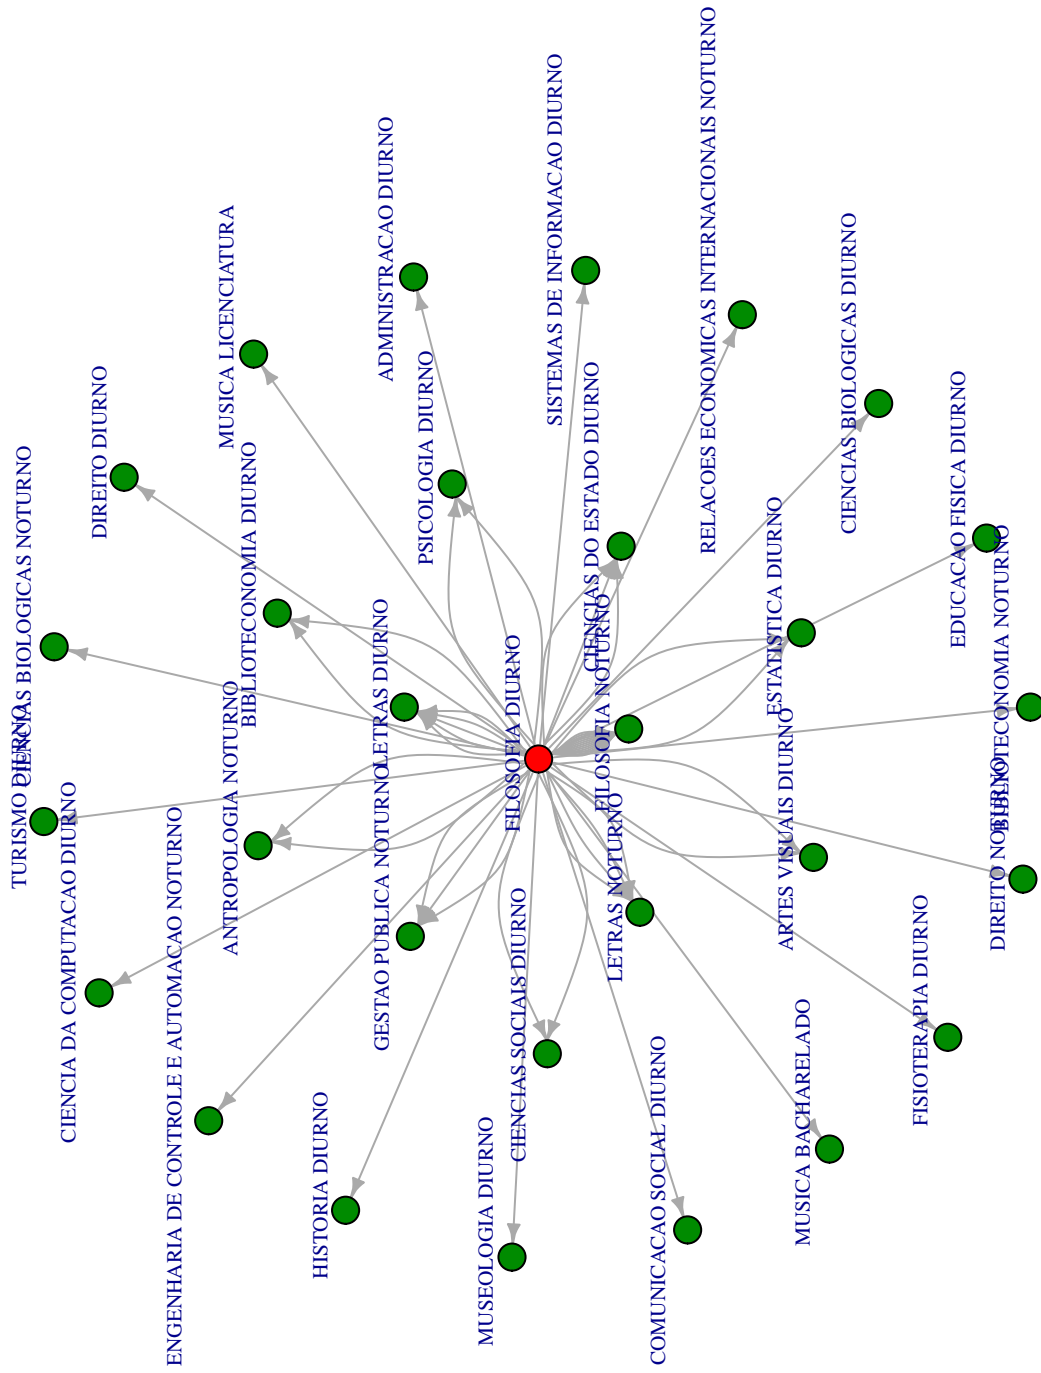 TURISMO DIURNO
CIENCIAS BIOLOGICAS NOTURNO
CIENCIA DA COMPUTACAO DIURNO
DIREITO DIURNO
ENGENHARIA DE CONTROLE E AUTOMACAO NOTURNO
MUSICA LICENCIATURA
ANTROPOLOGIA NOTURNO
BIBLIOTECONOMIA DIURNO
HISTORIA DIURNO
ADMINISTRACAO DIURNO
LETRAS DIURNO
GESTAO PUBLICA NOTURNO
PSICOLOGIA DIURNO
MUSEOLOGIA DIURNO
FILOSOFIA DIURNO
CIENCIAS SOCIAIS DIURNO
SISTEMAS DE INFORMACAO DIURNO
CIENCIAS DO ESTADO DIURNO
FILOSOFIA NOTURNO
LETRAS NOTURNO
COMUNICACAO SOCIAL DIURNO
RELACOES ECONOMICAS INTERNACIONAIS NOTURNO
ESTATISTICA DIURNO
ARTES VISUAIS DIURNO
MUSICA BACHARELADO
CIENCIAS BIOLOGICAS DIURNO
FISIOTERAPIA DIURNO
EDUCACAO FISICA DIURNO
DIREITO NOTURNO
BIBLIOTECONOMIA NOTURNO